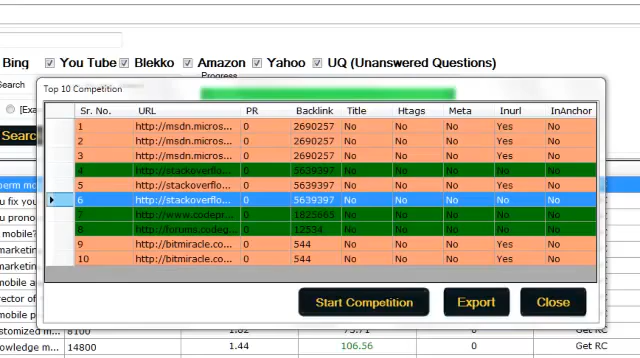 Bing You Tube Blekko Amazon Yahoo UQ (Unanswered Questions)
Search Progress
Top 10 Competition
Sr. No. URL PR Backlink Title Htags Meta Inurl InAnchor
1 http://msdn.micros... 0 2690257 No No No Yes No
2 http://msdn.micros... 0 2690257 No No No Yes No
3 http://msdn.micros... 0 2690257 No No No Yes No
4 http://stackoverflo... 0 5639397 No No No No No
5 http://stackoverflo... 0 5639397 No No No Yes No
6 http://stackoverflo... 0 5639397 No No No No No
7 http://www.codepr... 0 1825665 No No No No No
8 http://forums.codeg... 0 12534 No No No No No
9 http://bitmiracle.co... 0 544 No No No Yes No
10 http://bitmiracle.co... 0 544 No No No Yes No
Start Competition Export Close
stomized m... 8100 1.02 73.71 0 Get RC
owledge m... 14800 1.44 106.56 0 Get RC